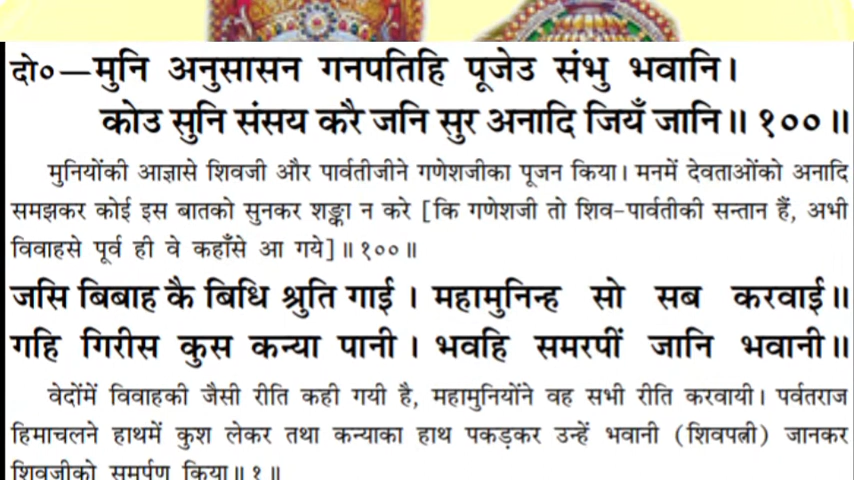 दो०—मुनि अनुसासन गनपतिहि पूजेउ संभु भवानि।
कोउ सुनि संसय करै जनि सुर अनादि जियँ जानि॥ १००॥
मुनियोंकी आज्ञासे शिवजी और पार्वतीजीने गणेशजीका पूजन किया। मनमें देवताओंको अनादि
समझकर कोई इस बातको सुनकर शङ्का न करे [कि गणेशजी तो शिव-पार्वतीकी सन्तान हैं, अभी
विवाहसे पूर्व ही वे कहाँसे आ गये]॥ १००॥
जसि बिबाह कै बिधि श्रुति गाई। महामुनिन्ह सो सब करवाई॥
गहि गिरीस कुस कन्या पानी। भवहि समरपीं जानि भवानी॥
वेदोंमें विवाहकी जैसी रीति कही गयी है, महामुनियोंने वह सभी रीति करवायी। पर्वतराज
हिमाचलने हाथमें कुश लेकर तथा कन्याका हाथ पकड़कर उन्हें भवानी (शिवपत्नी) जानकर
शिवजीको समर्पण किया॥ १॥